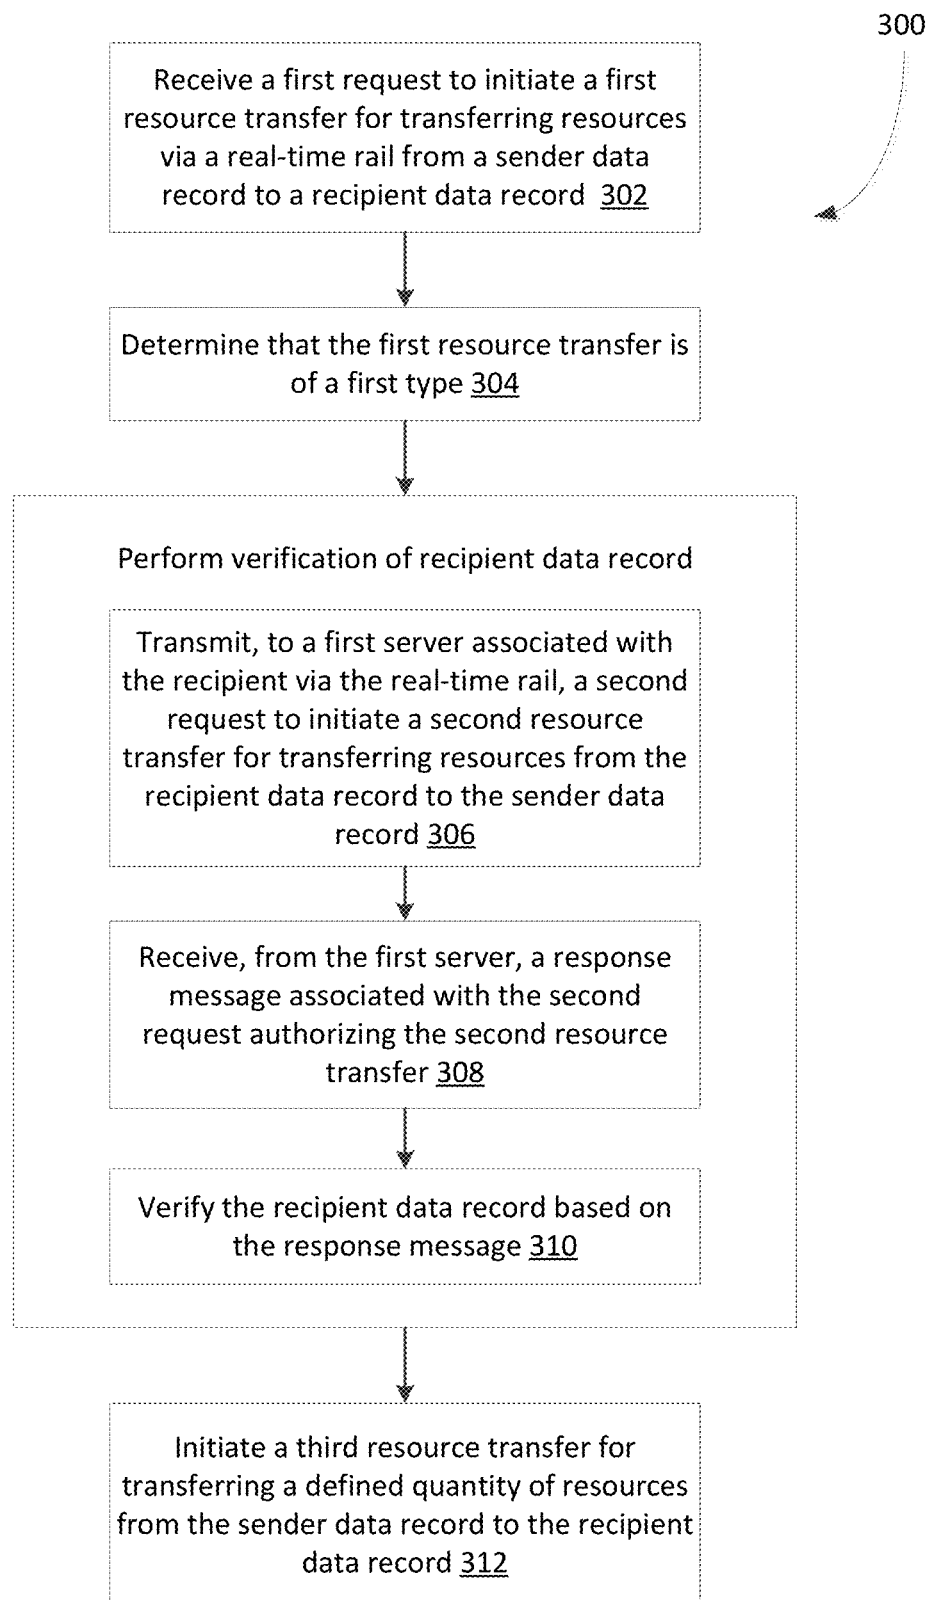 300
Receive a first request to initiate a first
resource transfer for transferring resources
via a real-time rail from a sender data
record to a recipient data record 302
Determine that the first resource transfer is
of a first type 304
Perform verification of recipient data record
Transmit, to a first server associated with
the recipient via the real-time rail, a second
request to initiate a second resource
transfer for transferring resources from the
recipient data record to the sender data
record 306
Receive, from the first server, a response
message associated with the second
request authorizing the second resource
transfer 308
Verify the recipient data record based on
the response message 310
Initiate a third resource transfer for
transferring a defined quantity of resources
from the sender data record to the recipient
data record 312